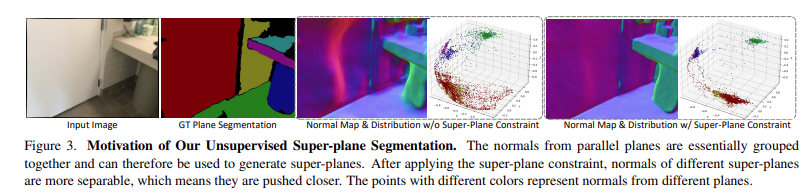 Input Image
GT Plane Segmentation
Normal Map & Distribution w/o Super-Plane Constraint
Normal Map & Distribution w/ Super-Plane Constraint
Figure 3. Motivation of Our Unsupervised Super-plane Segmentation. The normals from parallel planes are essentially grouped
together and can therefore be used to generate super-planes. After applying the super-plane constraint, normals of different super-planes
are more separable, which means they are pushed closer. The points with different colors represent normals from different planes.